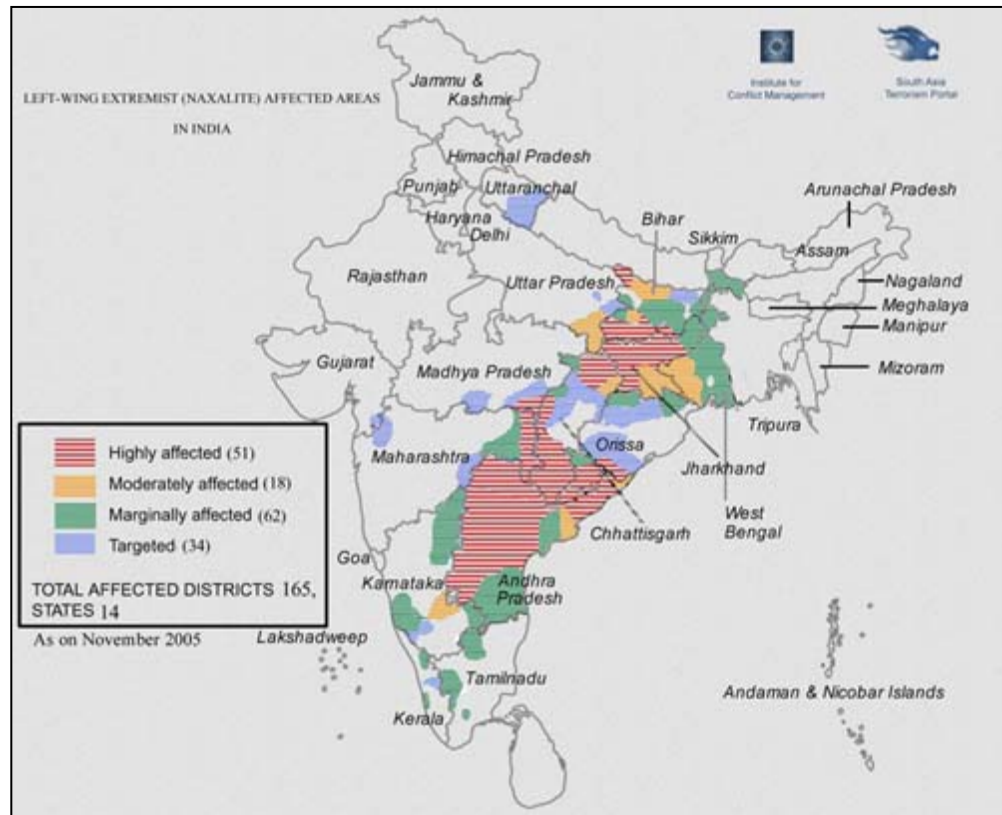 LEFT-WING EXTREMIST (NAXALITE) AFFECTED AREAS
IN INDIA
Institute for
Conflict Management
South Asia
Terrorism Portal
Jammu &
Kashmir
Himachal Pradesh
Punjab
Uttaranchal
Haryana
Delhi
Arunachal Pradesh
Bihar
Sikkim
Assam
Rajasthan
Uttar Pradesh
Nagaland
Meghalaya
Manipur
Gujarat
Madhya Pradesh
Mizoram
Tripura
Highly affected (51)
Moderately affected (18)
Marginally affected (62)
Targeted (34)
TOTAL AFFECTED DISTRICTS 165,
STATES 14
As on November 2005
Maharashtra
Orissa
Jharkhand
West
Bengal
Chhattisgarh
Goa
Karnataka
Andhra
Pradesh
Lakshadweep
Tamilnadu
Kerala
Andaman & Nicobar Islands